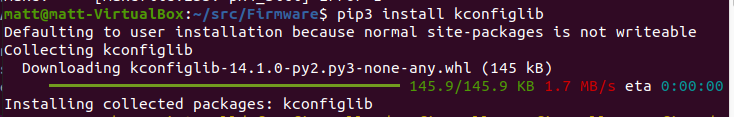 matt@matt-VirtualBox:~/src/Firmware$ pip3 install kconfiglib
Defaulting to user installation because normal site-packages is not writeable
Collecting kconfiglib
  Downloading kconfiglib-14.1.0-py2.py3-none-any.whl (145 kB)
145.9/145.9 KB 1.7 MB/s eta 0:00:00
Installing collected packages: kconfiglib